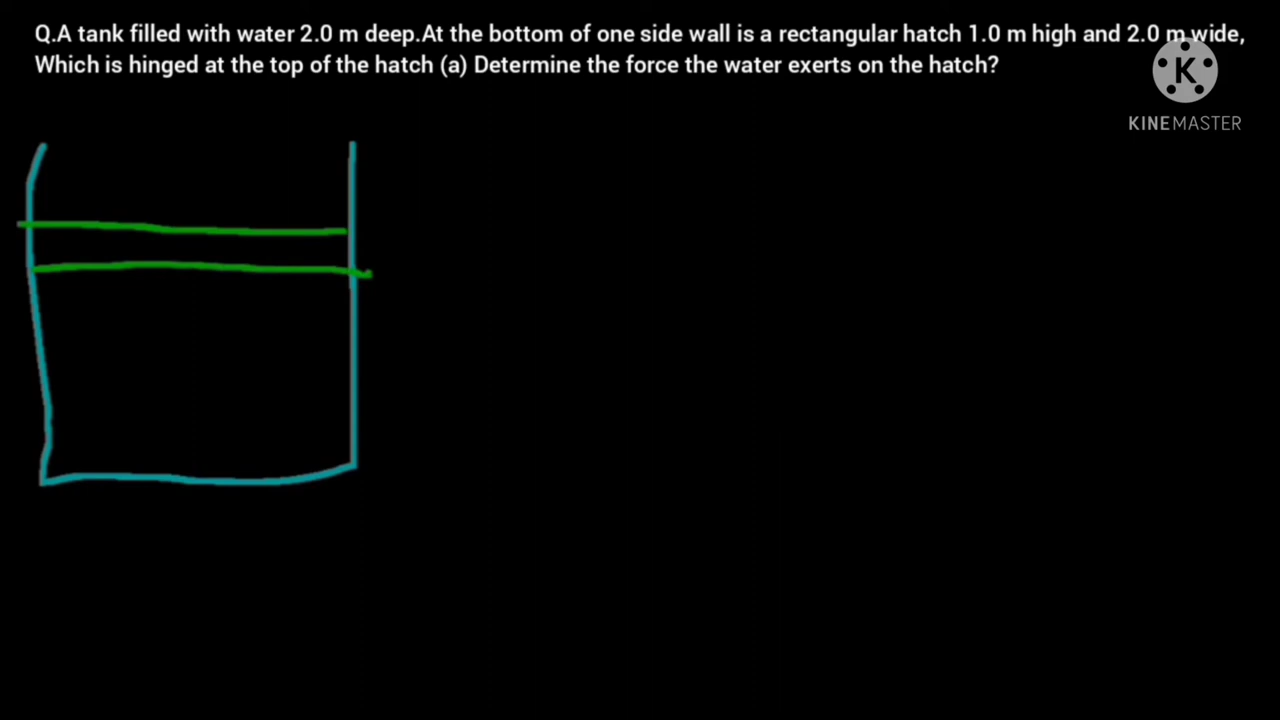 Q.A tank filled with water 2.0 m deep.At the bottom of one side wall is a rectangular hatch 1.0 m high and 2.0 m wide,
Which is hinged at the top of the hatch (a) Determine the force the water exerts on the hatch?
K
KINEMASTER